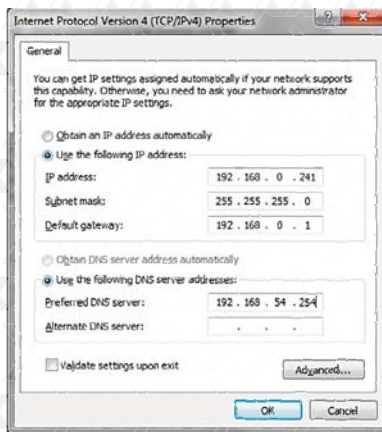 Internet Protocol Version 4 (TCP/IPv4) Properties
General
You can get IP settings assigned automatically if your network supports
this capability. Otherwise, you need to ask your network administrator
for the appropriate IP settings.
Obtain an IP address automatically
Use the following IP address:
IP address: 192 . 168 . 0 . 241
Subnet mask: 255 . 255 . 255 . 0
Default gateway: 192 . 168 . 0 . 1
Obtain DNS server address automatically
Use the following DNS server addresses:
Preferred DNS server: 192 . 168 . 54 . 254
Alternate DNS server: . . .
Validate settings upon exit
Advanced...
OK Cancel